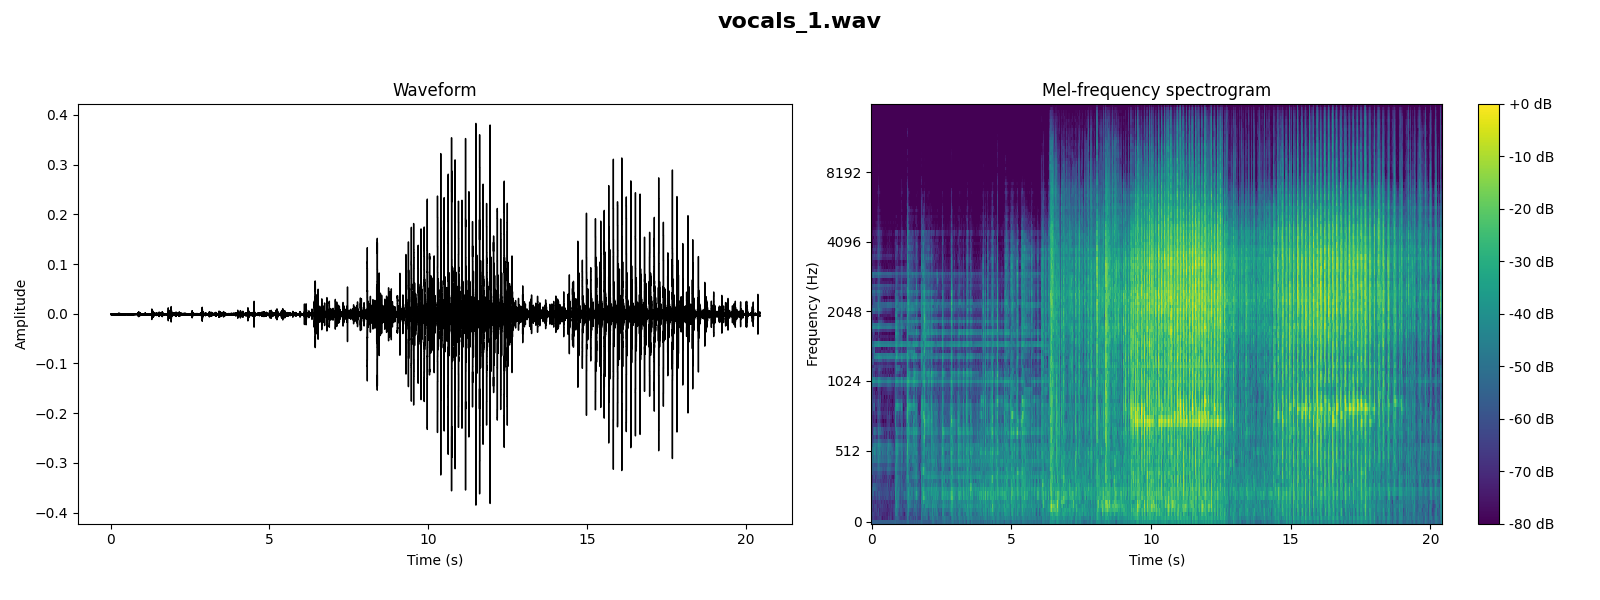 vocals_1.wav
Waveform
Mel-frequency spectrogram
0.4
0.3
0.2
0.1
0.0
−0.1
−0.2
−0.3
−0.4
Amplitude
0
5
10
15
20
Time (s)
8192
4096
2048
1024
512
0
Frequency (Hz)
0
5
10
15
20
Time (s)
+0 dB
-10 dB
-20 dB
-30 dB
-40 dB
-50 dB
-60 dB
-70 dB
-80 dB